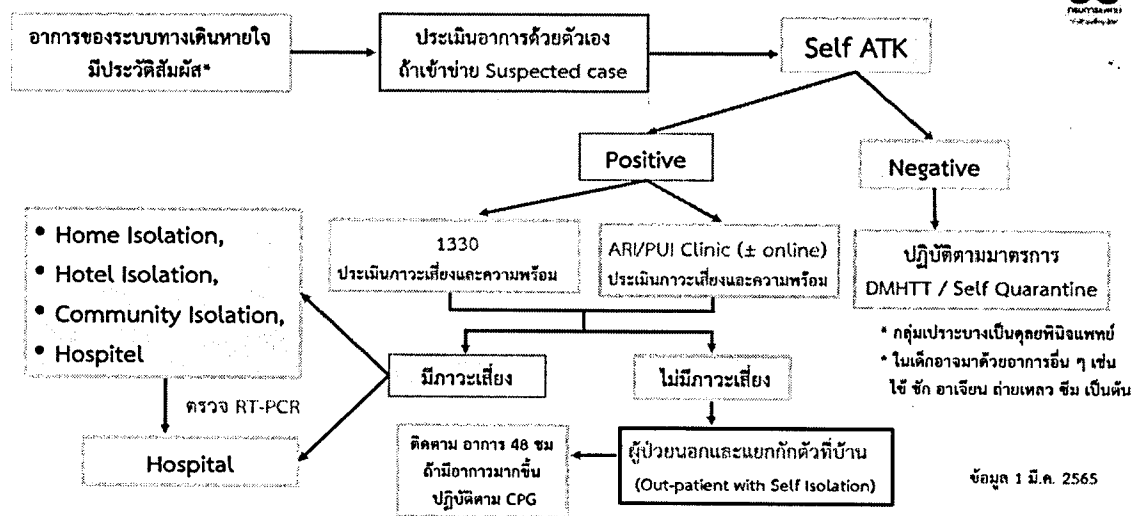 กรมการแพทย์
อาการของระบบทางเดินหายใจ
มีประวัติสัมผัส*
ประเมินอาการด้วยตัวเอง
ถ้าเข้าข่าย Suspected case
Self ATK
Positive
Negative
• Home Isolation,
• Hotel Isolation,
• Community Isolation,
• Hospitel
1330
ประเมินภาวะเสี่ยงและความพร้อม
ARI/PUI Clinic (± online)
ประเมินภาวะเสี่ยงและความพร้อม
ปฏิบัติตามมาตรการ
DMHTT / Self Quarantine
* กลุ่มเปราะบางเป็นดุลยพินิจแพทย์
* ในเด็กอาจมาด้วยอาการอื่น ๆ เช่น
ไข้ ชัก อาเจียน ถ่ายเหลว ซึม เป็นต้น
มีภาวะเสี่ยง
ไม่มีภาวะเสี่ยง
ตรวจ RT-PCR
Hospital
ติดตาม อาการ 48 ชม
ถ้ามีอาการมากขึ้น
ปฏิบัติตาม CPG
ผู้ป่วยนอกและแยกกักตัวที่บ้าน
(Out-patient with Self Isolation)
ข้อมูล 1 มี.ค. 2565